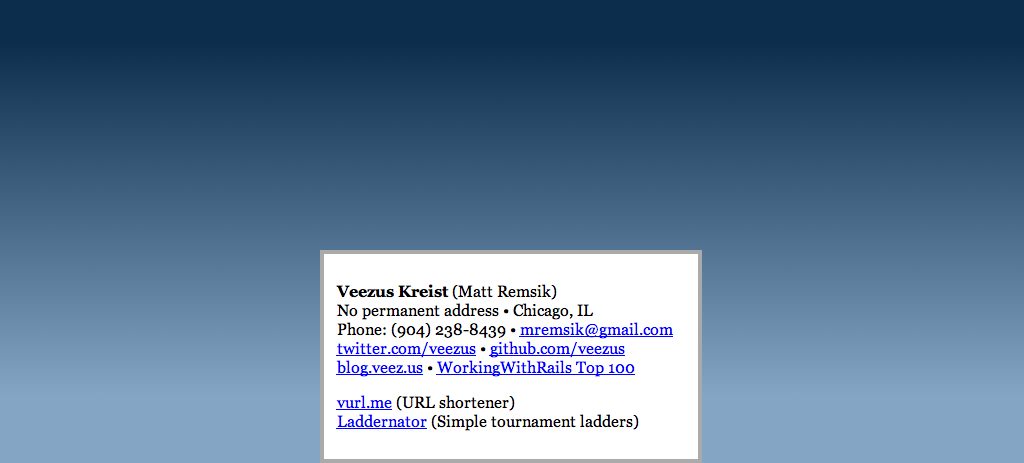 Veezus Kreist (Matt Remsik)
No permanent address • Chicago, IL
Phone: (904) 238-8439 • mremsik@gmail.com
twitter.com/veezus • github.com/veezus
blog.veez.us • WorkingWithRails Top 100
vurl.me (URL shortener)
Laddernator (Simple tournament ladders)